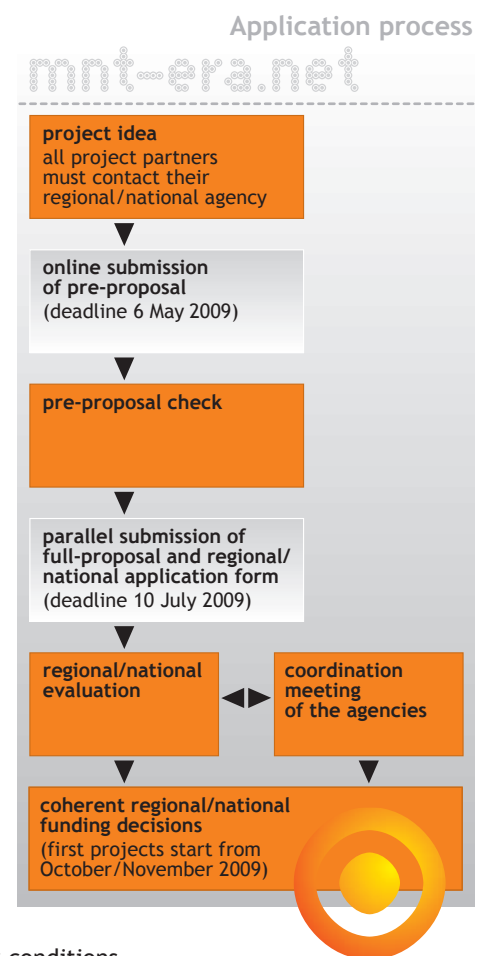 Application process
mnt-era.net
project idea
all project partners
must contact their
regional/national agency
online submission
of pre-proposal
(deadline 6 May 2009)
pre-proposal check
parallel submission of
full-proposal and regional/
national application form
(deadline 10 July 2009)
regional/national
evaluation
coordination
meeting
of the agencies
coherent regional/national
funding decisions
(first projects start from
October/November 2009)
conditions